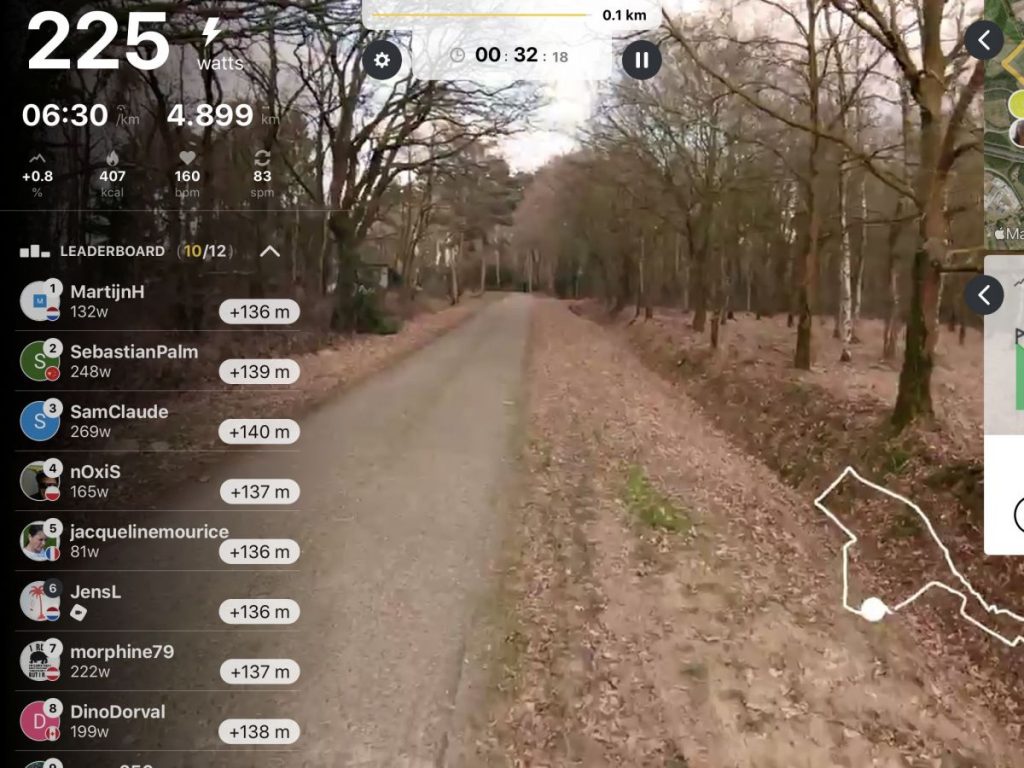 225 watts
0.1 km
00 : 32 : 18
06:30 /km 4.899 km
+0.8 407 160 83
% kcal bpm spm
LEADERBOARD (10/12)
1 MartijnH
M 132w +136 m
2 SebastianPalm
S 248w +139 m
3 SamClaude
S 269w +140 m
4 nOxiS
165w +137 m
5 jacquelinemourice
81w +136 m
6 JensL
+136 m
7 morphine79
222w +137 m
8 DinoDorval
D 199w +138 m
9